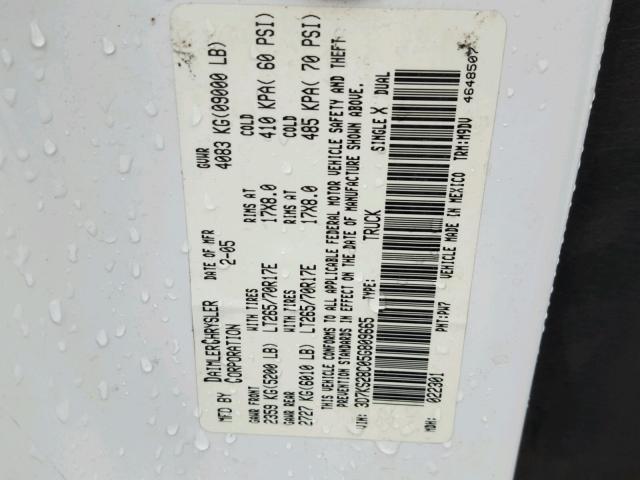 MFD BY DAIMLERCHRYSLER CORPORATION DATE OF MFR 2-05 GVWR 4083 KG(09000 LB)
GAWR FRONT WITH TIRES RIMS AT COLD
2359 KG(5200 LB) LT265/70R17E 17X8.0 410 KPA( 60 PSI)
GAWR REAR WITH TIRES RIMS AT COLD
2727 KG(6010 LB) LT265/70R17E 17X8.0 485 KPA( 70 PSI)
THIS VEHICLE CONFORMS TO ALL APPLICABLE FEDERAL MOTOR VEHICLE SAFETY AND THEFT
PREVENTION STANDARDS IN EFFECT ON THE DATE OF MANUFACTURE SHOWN ABOVE.
VIN: 3D7KS28C05G809665 TYPE: TRUCK SINGLE X DUAL
MDH: 022201 PNT:PW7 VEHICLE MADE IN MEXICO TRM:M9DV
4648507